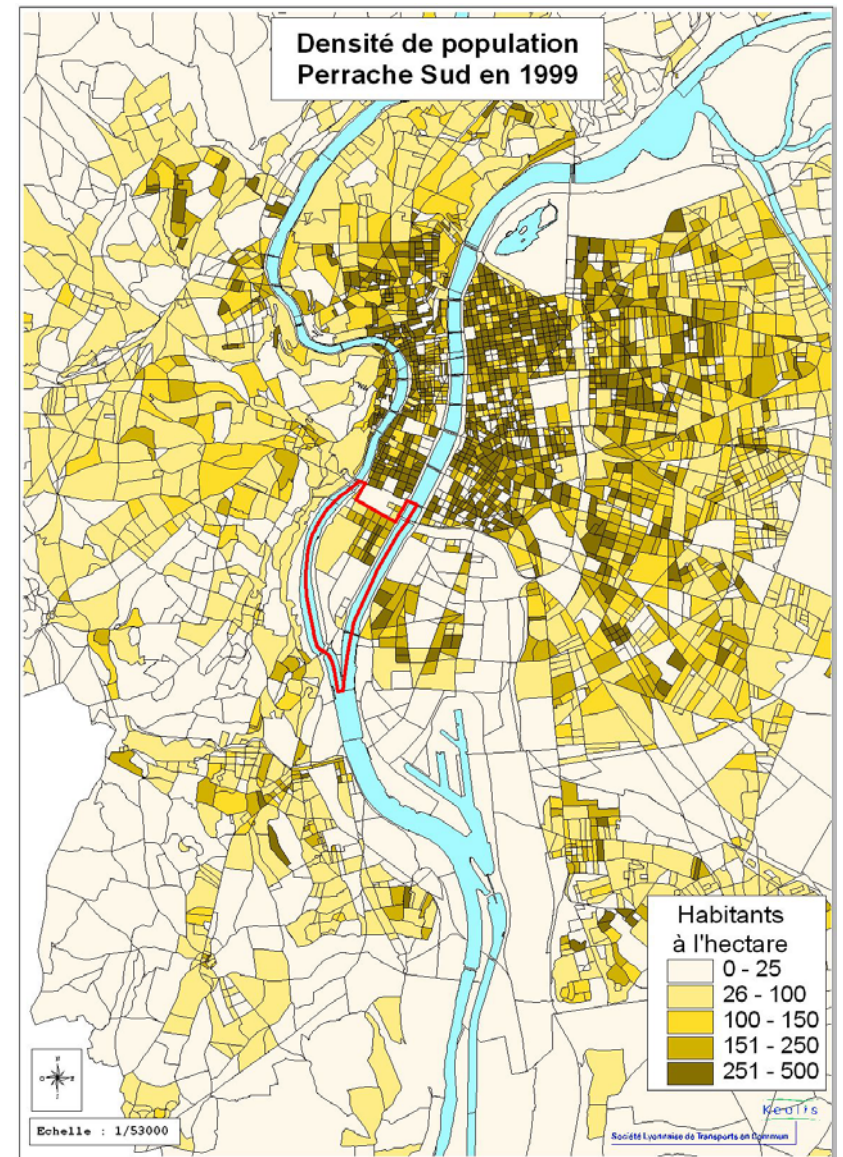 Densité de population
Perrache Sud en 1999
Habitants
à l'hectare
0 - 25
26 - 100
100 - 150
151 - 250
251 - 500
N
O
E
S
Echelle : 1/53000
Keolis
Société Lyonnaise de Transports en Commun